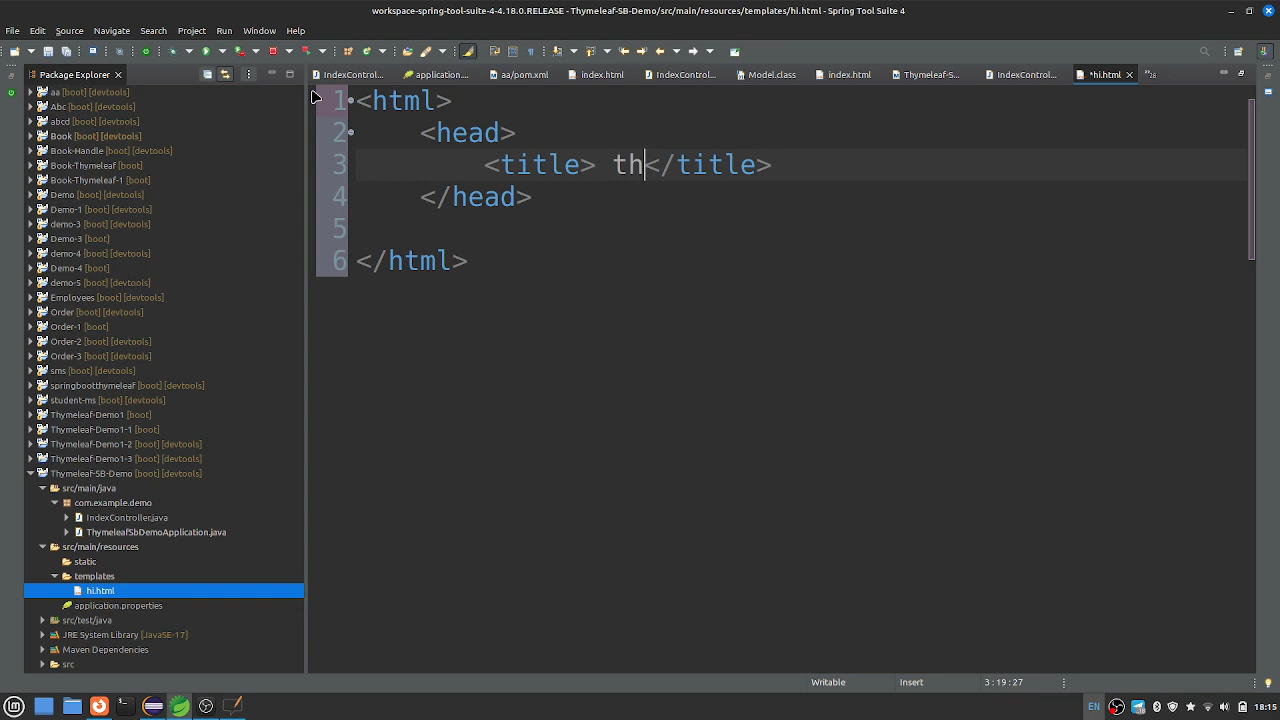 workspace-spring-tool-suite-4-4.18.0.RELEASE - Thymeleaf-SB-Demo/src/main/resources/templates/hi.html - Spring Tool Suite 4
File Edit Source Navigate Search Project Run Window Help
Package Explorer
IndexControl...
application....
aa/pom.xml
index.html
IndexControl...
Model.class
index.html
Thymeleaf-S...
IndexControl...
*hi.html
»28
aa [boot] [devtools]
Abc [boot] [devtools]
abcd [boot] [devtools]
Book [boot] [devtools]
Book-Handle [boot] [devtools]
Book-Thymeleaf [boot]
Book-Thymeleaf-1 [boot]
Demo [boot] [devtools]
Demo-1 [boot] [devtools]
demo-3 [boot] [devtools]
Demo-3 [boot]
demo-4 [boot] [devtools]
Demo-4 [boot]
demo-5 [boot] [devtools]
Employees [boot] [devtools]
Order [boot] [devtools]
Order-1 [boot]
Order-2 [boot] [devtools]
Order-3 [boot] [devtools]
sms [boot] [devtools]
springbootthymeleaf [boot] [devtools]
student-ms [boot] [devtools]
Thymeleaf-Demo1 [boot]
Thymeleaf-Demo1-1 [boot]
Thymeleaf-Demo1-2 [boot] [devtools]
Thymeleaf-Demo1-3 [boot] [devtools]
Thymeleaf-SB-Demo [boot] [devtools]
src/main/java
com.example.demo
IndexController.java
ThymeleafSbDemoApplication.java
src/main/resources
static
templates
hi.html
application.properties
src/test/java
JRE System Library [JavaSE-17]
Maven Dependencies
src
1 <html>
2 <head>
3 <title> th</title>
4 </head>
5
6 </html>
Writable Insert 3 : 19 : 27
EN 18:15